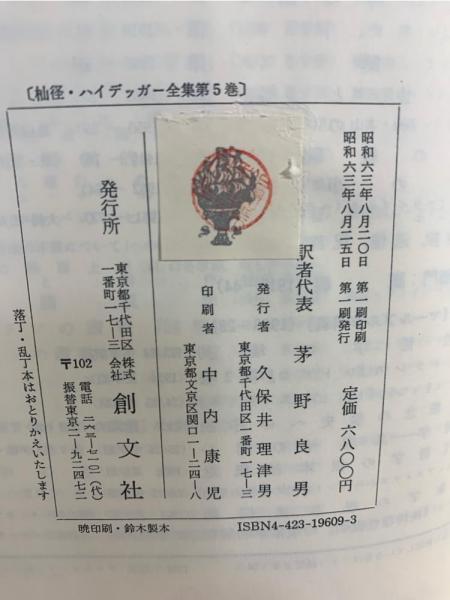 〔杣径・ハイデッガー全集第5巻〕
昭和六三年八月二〇日 第一刷印刷
昭和六三年八月二五日 第一刷発行
定価 六八〇〇円
訳者代表 茅野良男
発行者 久保井理津男
東京都千代田区一番町一七―三
印刷者 中内康児
東京都文京区関口一―二四―八
発行所
東京都千代田区
一番町一七―三
株式会社 創文社
〒102 電話 二六三―七一〇一(代)
振替東京二―九二四七二
落丁・乱丁本はおとりかえいたします
暁印刷・鈴木製本
ISBN4-423-19609-3